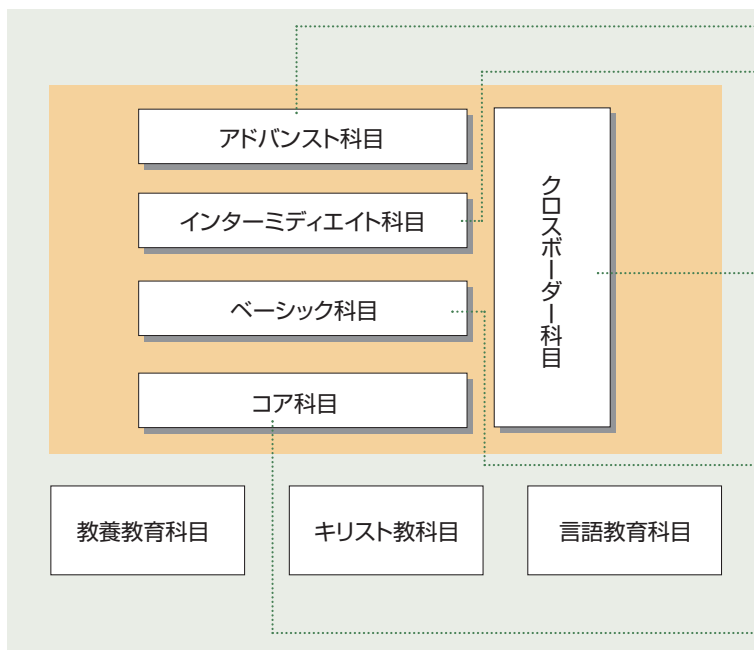 アドバンスト科目
インターミディエイト科目
ベーシック科目
コア科目
クロスボーダー科目
教養教育科目
キリスト教科目
言語教育科目